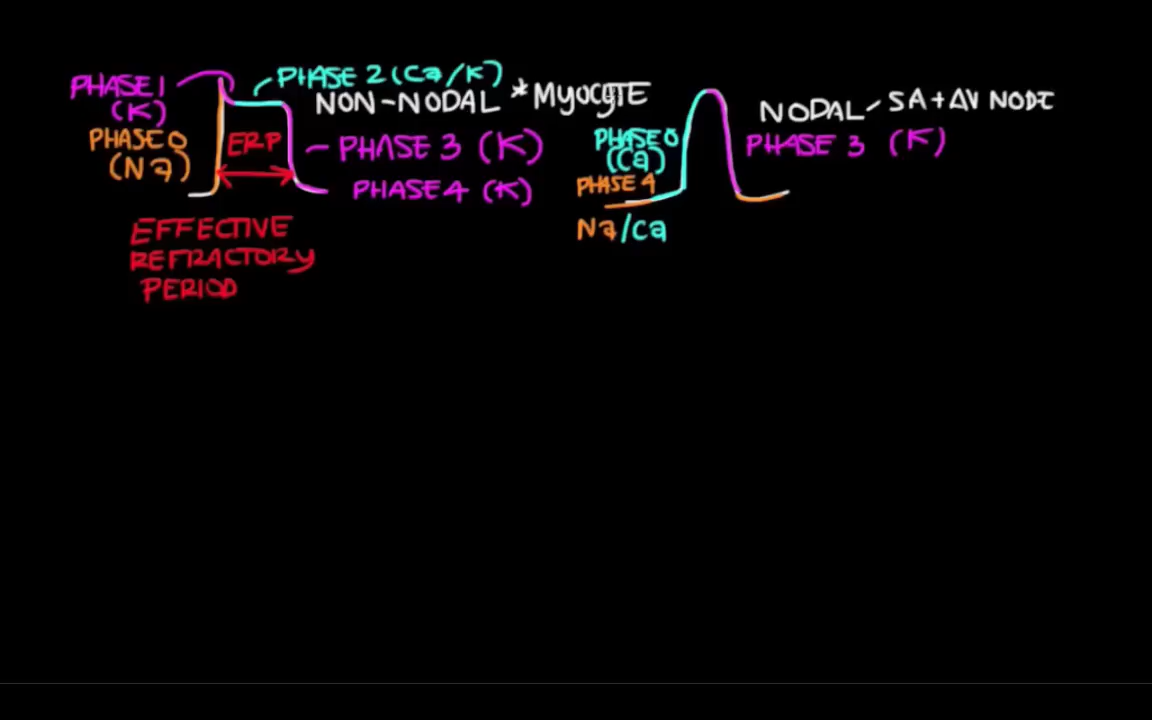 PHASE 1
(K)
PHASE 0
(Na)
ERP
PHASE 2 (Ca/K)
NON-NODAL *MYOCYTE
PHASE 3 (K)
PHASE 4 (K)
EFFECTIVE
REFRACTORY
PERIOD
PHASE 0
(Ca)
PHASE 4
Na/Ca
NODAL - SA + AV NODE
PHASE 3 (K)